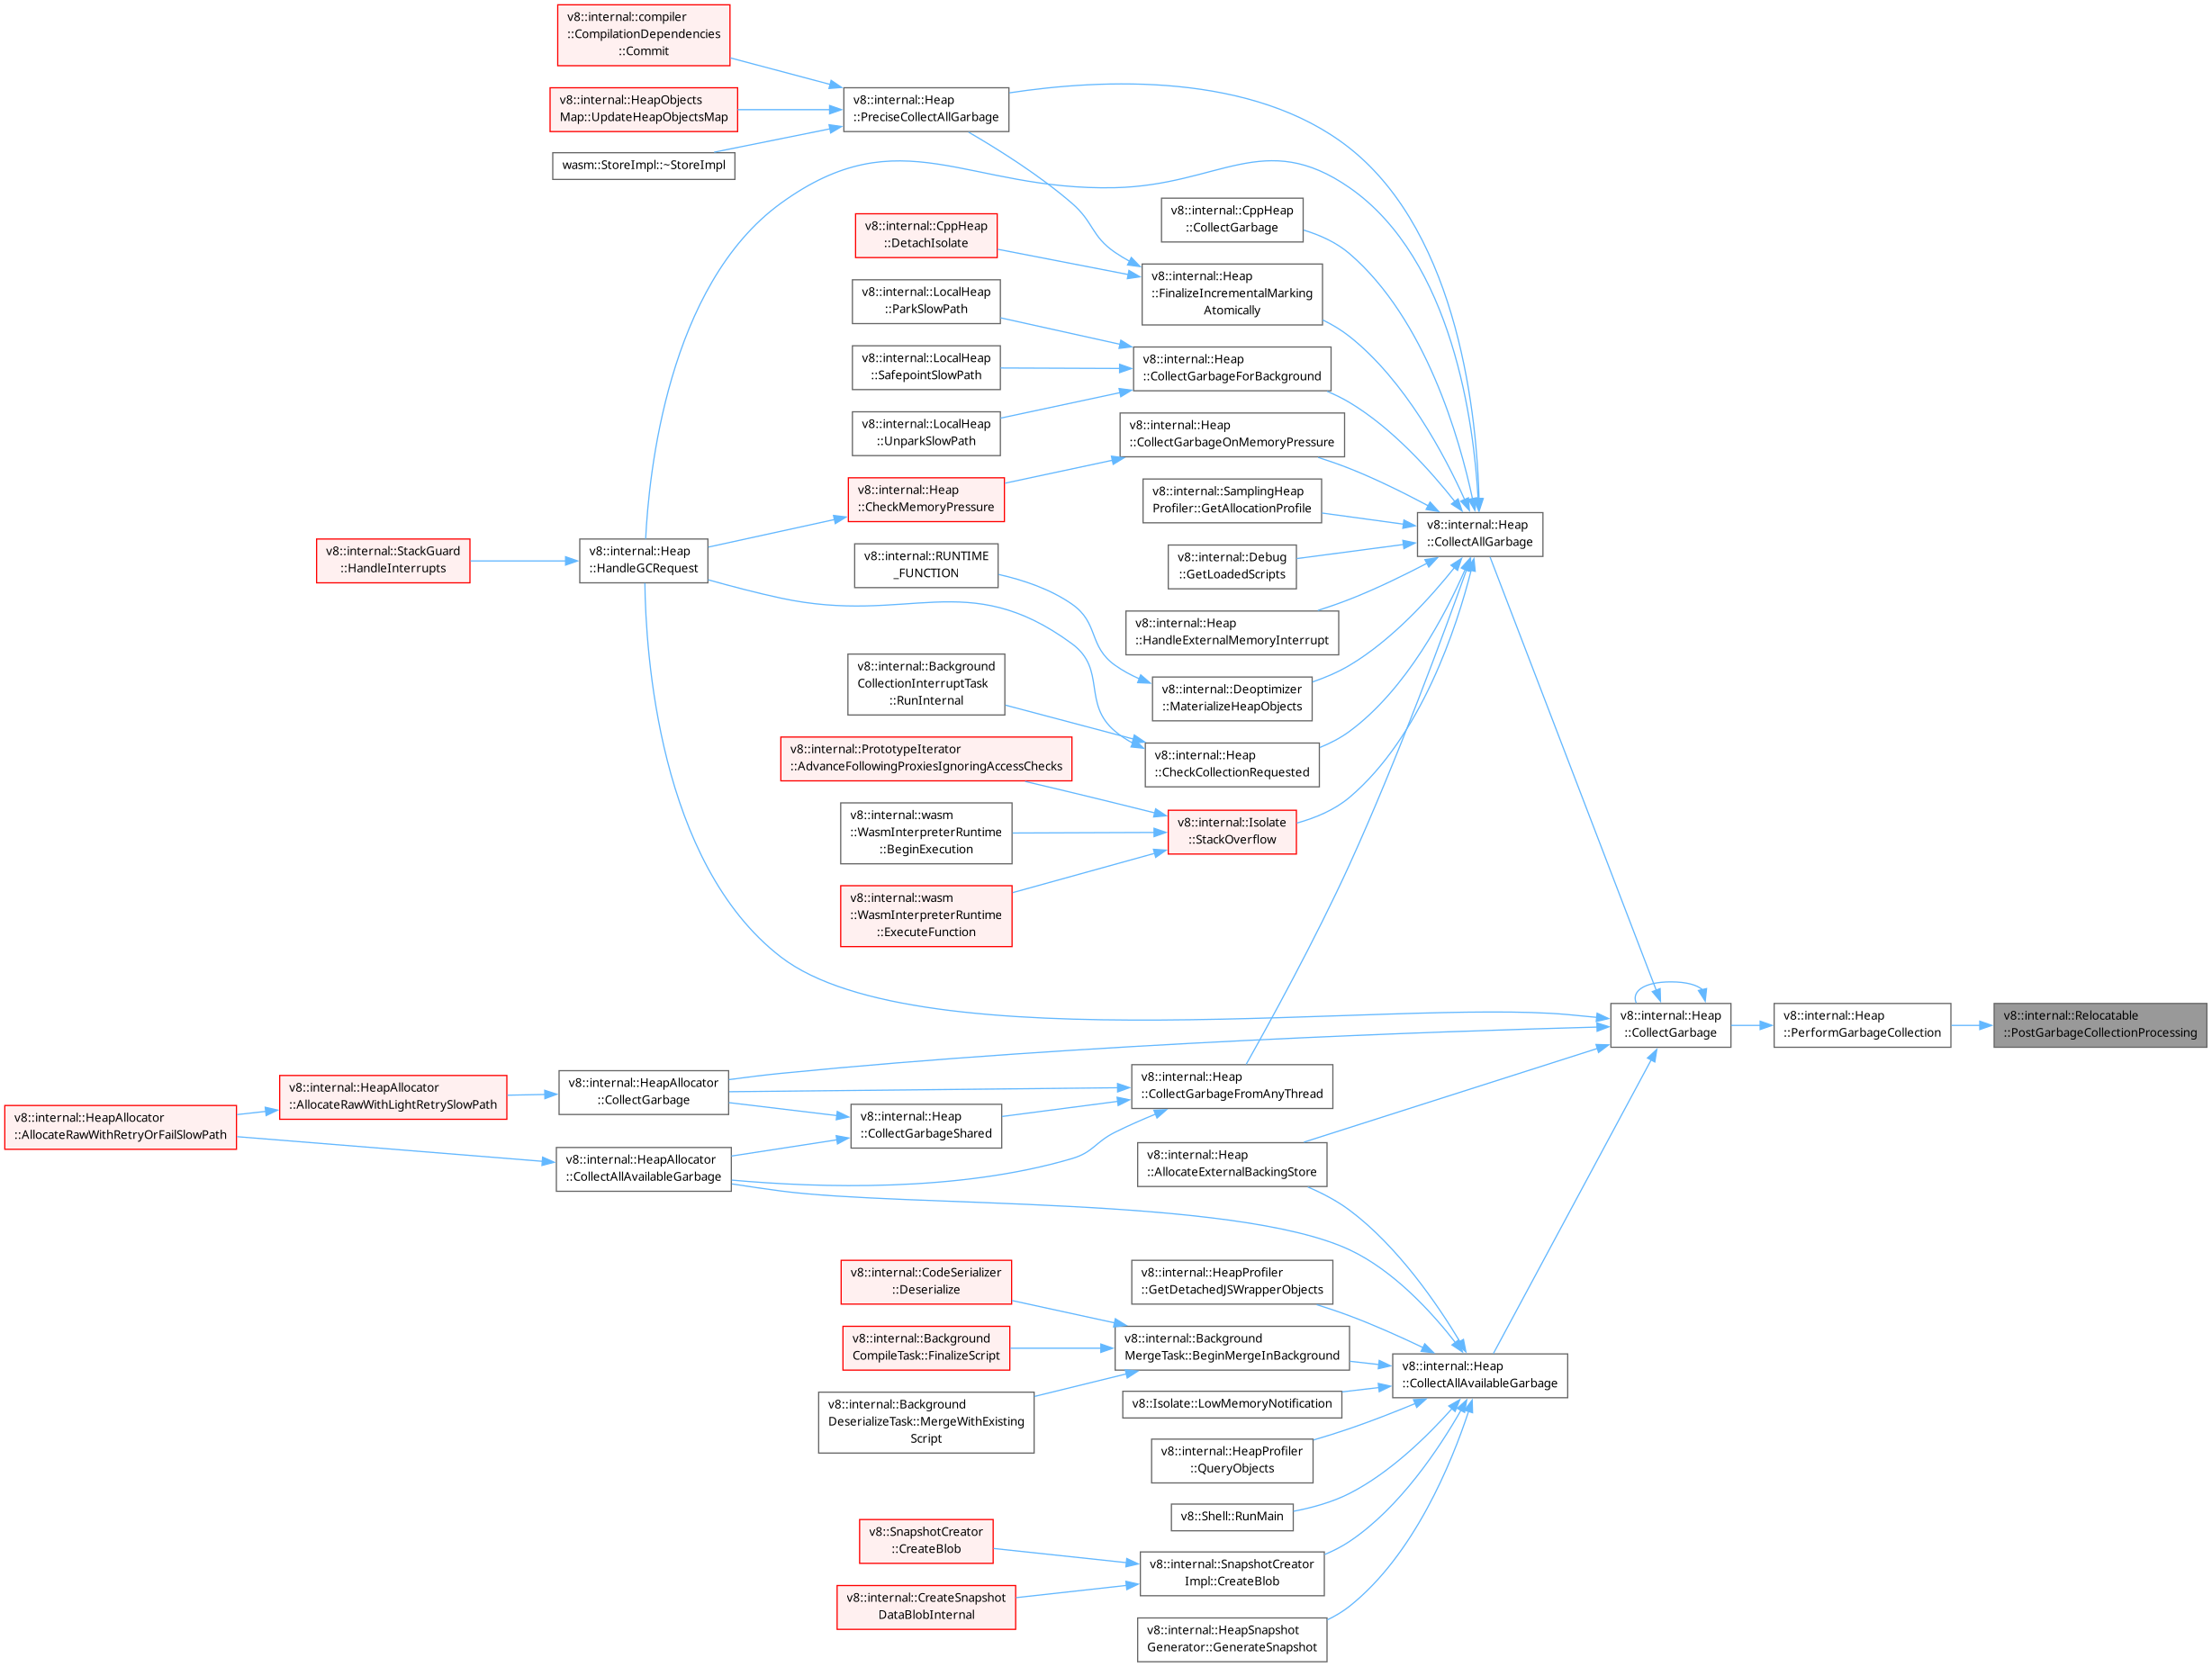 v8::internal::compiler
::CompilationDependencies
::Commit
v8::internal::HeapObjects
Map::UpdateHeapObjectsMap
wasm::StoreImpl::~StoreImpl
v8::internal::Heap
::PreciseCollectAllGarbage
v8::internal::CppHeap
::CollectGarbage
v8::internal::CppHeap
::DetachIsolate
v8::internal::Heap
::FinalizeIncrementalMarking
Atomically
v8::internal::LocalHeap
::ParkSlowPath
v8::internal::LocalHeap
::SafepointSlowPath
v8::internal::Heap
::CollectGarbageForBackground
v8::internal::LocalHeap
::UnparkSlowPath
v8::internal::Heap
::CollectGarbageOnMemoryPressure
v8::internal::Heap
::CheckMemoryPressure
v8::internal::SamplingHeap
Profiler::GetAllocationProfile
v8::internal::Heap
::CollectAllGarbage
v8::internal::StackGuard
::HandleInterrupts
v8::internal::Heap
::HandleGCRequest
v8::internal::RUNTIME
_FUNCTION
v8::internal::Debug
::GetLoadedScripts
v8::internal::Heap
::HandleExternalMemoryInterrupt
v8::internal::Background
CollectionInterruptTask
::RunInternal
v8::internal::Deoptimizer
::MaterializeHeapObjects
v8::internal::PrototypeIterator
::AdvanceFollowingProxiesIgnoringAccessChecks
v8::internal::Heap
::CheckCollectionRequested
v8::internal::wasm
::WasmInterpreterRuntime
::BeginExecution
v8::internal::Isolate
::StackOverflow
v8::internal::wasm
::WasmInterpreterRuntime
::ExecuteFunction
v8::internal::Heap
::CollectGarbage
v8::internal::Heap
::PerformGarbageCollection
v8::internal::Relocatable
::PostGarbageCollectionProcessing
v8::internal::HeapAllocator
::AllocateRawWithRetryOrFailSlowPath
v8::internal::HeapAllocator
::AllocateRawWithLightRetrySlowPath
v8::internal::HeapAllocator
::CollectGarbage
v8::internal::Heap
::CollectGarbageShared
v8::internal::Heap
::CollectGarbageFromAnyThread
v8::internal::HeapAllocator
::CollectAllAvailableGarbage
v8::internal::Heap
::AllocateExternalBackingStore
v8::internal::CodeSerializer
::Deserialize
v8::internal::HeapProfiler
::GetDetachedJSWrapperObjects
v8::internal::Background
CompileTask::FinalizeScript
v8::internal::Background
MergeTask::BeginMergeInBackground
v8::internal::Heap
::CollectAllAvailableGarbage
v8::internal::Background
DeserializeTask::MergeWithExisting
Script
v8::Isolate::LowMemoryNotification
v8::internal::HeapProfiler
::QueryObjects
v8::Shell::RunMain
v8::SnapshotCreator
::CreateBlob
v8::internal::SnapshotCreator
Impl::CreateBlob
v8::internal::CreateSnapshot
DataBlobInternal
v8::internal::HeapSnapshot
Generator::GenerateSnapshot